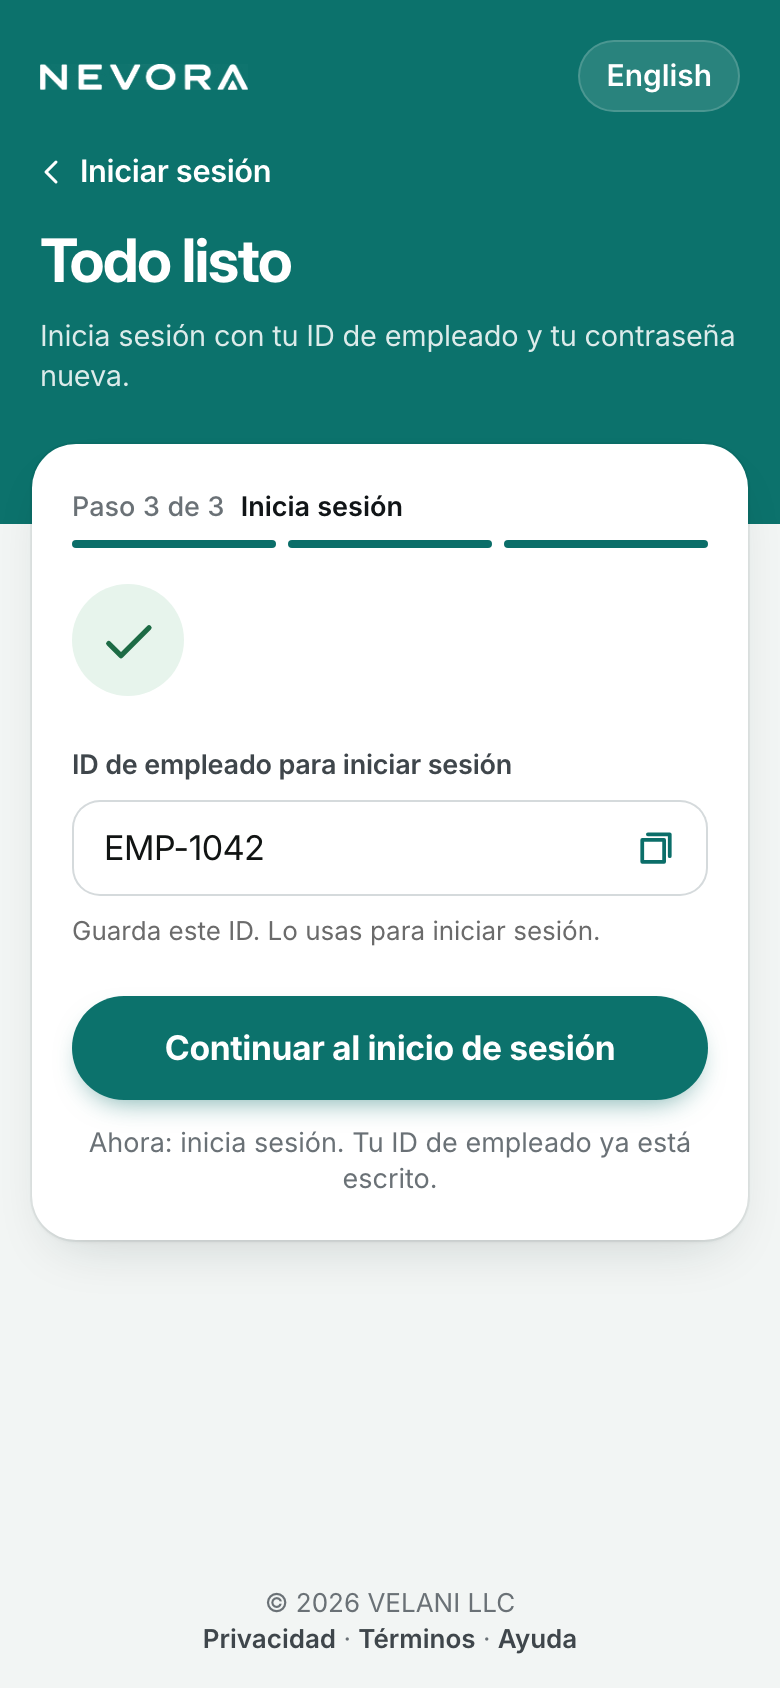 NEVORA
English
Iniciar sesión
Todo listo
Inicia sesión con tu ID de empleado y tu contraseña
nueva.
Paso 3 de 3 Inicia sesión
ID de empleado para iniciar sesión
EMP-1042
Guarda este ID. Lo usas para iniciar sesión.
Continuar al inicio de sesión
Ahora: inicia sesión. Tu ID de empleado ya está
escrito.
© 2026 VELANI LLC
Privacidad · Términos · Ayuda